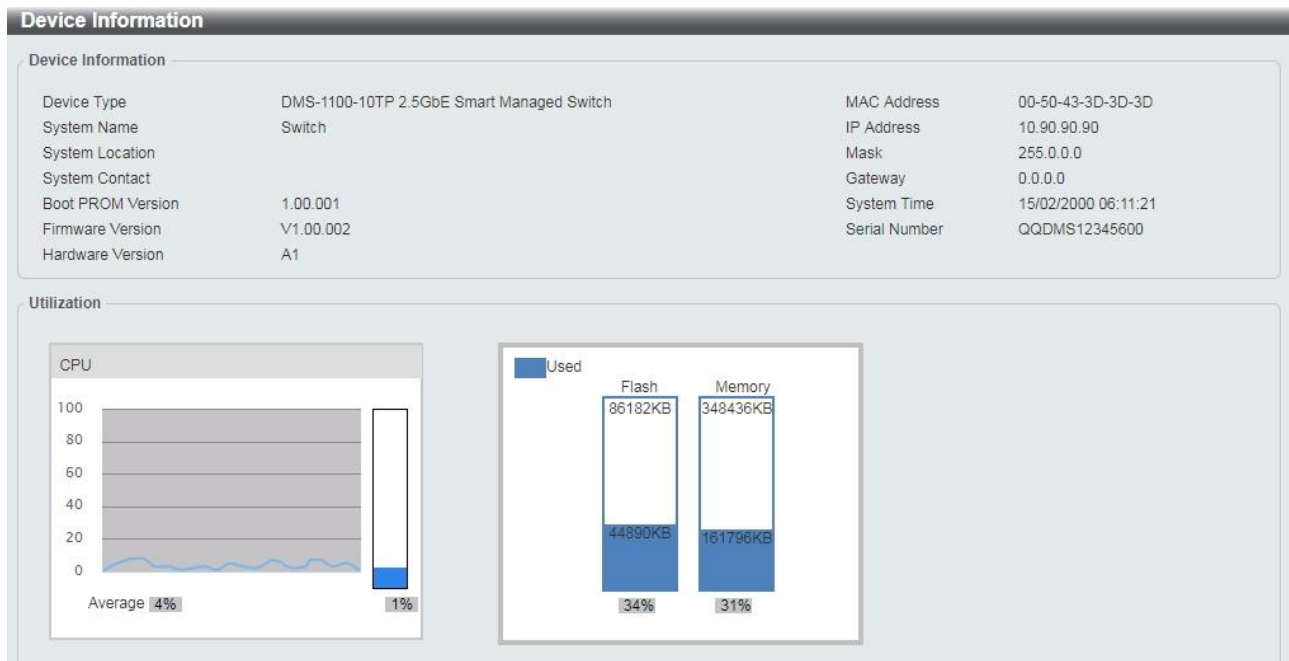 Device Information
Device Information
Device Type DMS-1100-10TP 2.5GbE Smart Managed Switch MAC Address 00-50-43-3D-3D-3D
System Name Switch IP Address 10.90.90.90
System Location Mask 255.0.0.0
System Contact Gateway 0.0.0.0
Boot PROM Version 1.00.001 System Time 15/02/2000 06:11:21
Firmware Version V1.00.002 Serial Number QQDMS12345600
Hardware Version A1
Utilization
CPU
100
80
60
40
20
0
Average 4% 1%
Used
Flash Memory
86182KB 348436KB
44890KB 161796KB
34% 31%